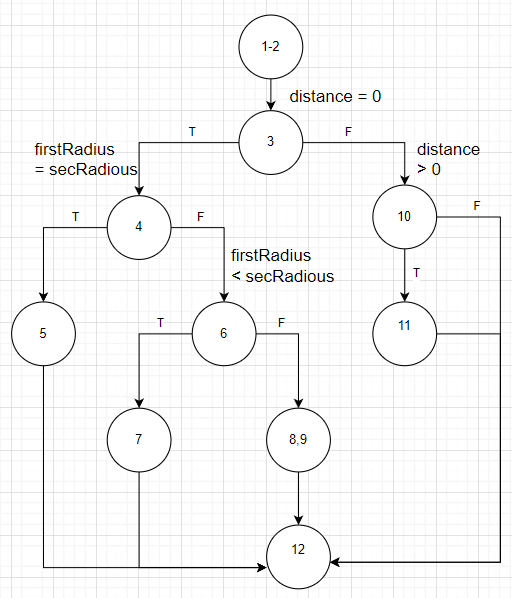 1-2
distance = 0
T
F
3
firstRadius
= secRadious
distance
> 0
4
T
F
10
F
firstRadius
< secRadious
T
5
T
6
F
11
7
8,9
12